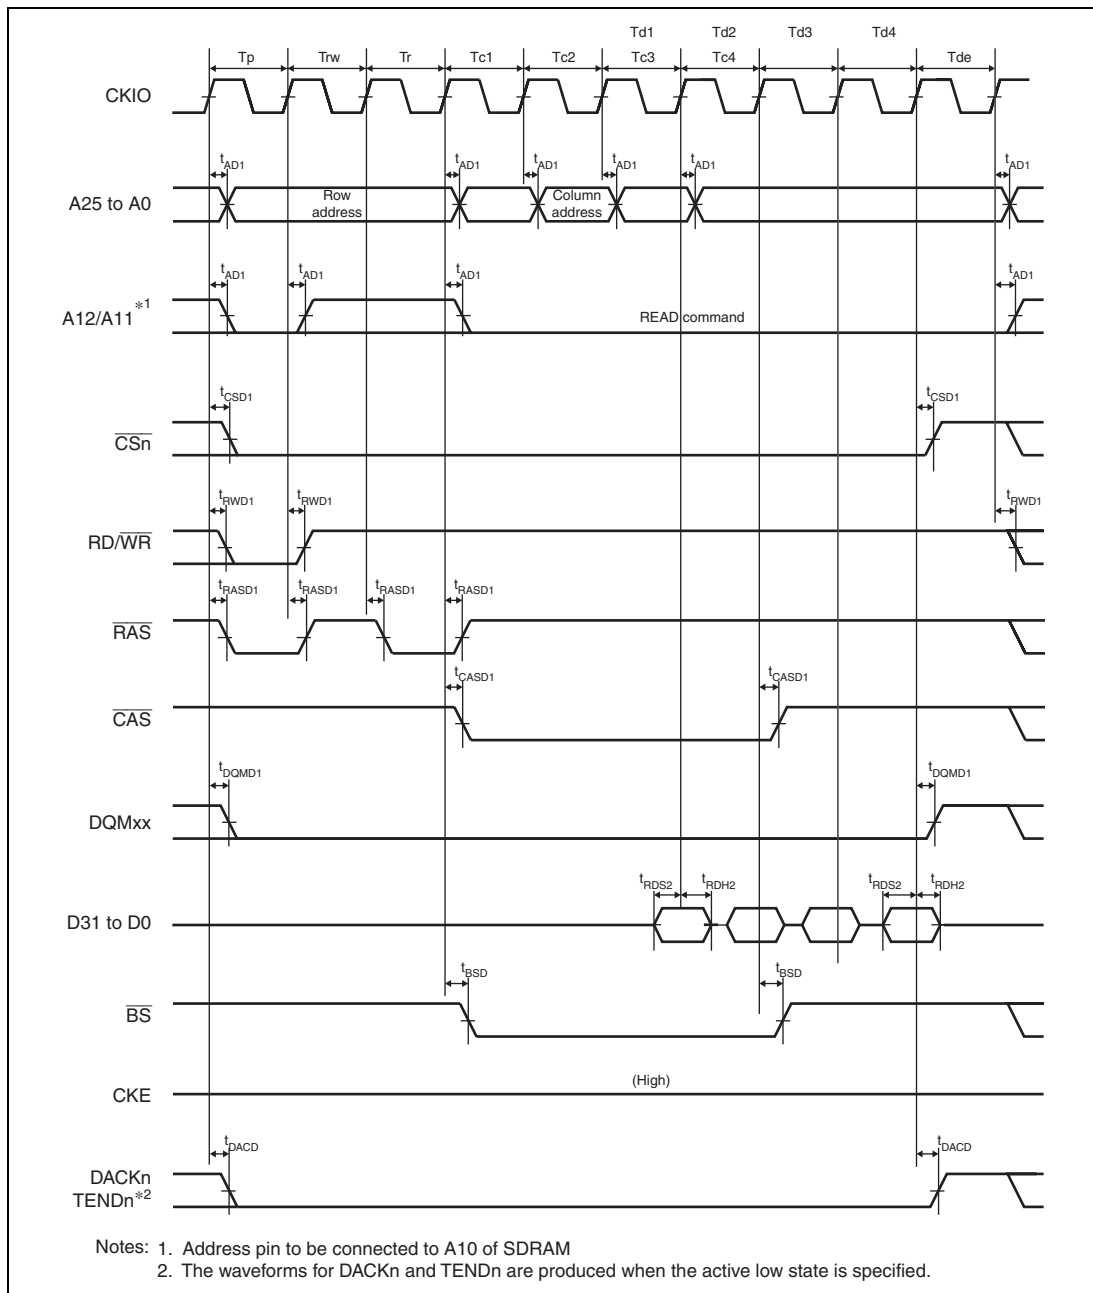 Td1 Td2 Td3 Td4
Tp Trw Tr Tc1 Tc2 Tc3 Tc4 Tde
CKIO
tAD1 tAD1 tAD1 tAD1 tAD1 tAD1
A25 to A0
Row address
Column address
tAD1 tAD1 tAD1 tAD1
A12/A11*1
READ command
tCSD1 tCSD1
CSn
tRWD1 tRWD1 tRWD1
RD/WR
tRASD1 tRASD1 tRASD1 tRASD1
RAS
tCASD1 tCASD1
CAS
tDQMD1 tDQMD1
DQMxx
tRDS2 tRDH2 tRDS2 tRDH2
D31 to D0
tBSD tBSD
BS
(High)
CKE
tDACD tDACD
DACKn
TENDn*2
Notes: 1. Address pin to be connected to A10 of SDRAM
2. The waveforms for DACKn and TENDn are produced when the active low state is specified.